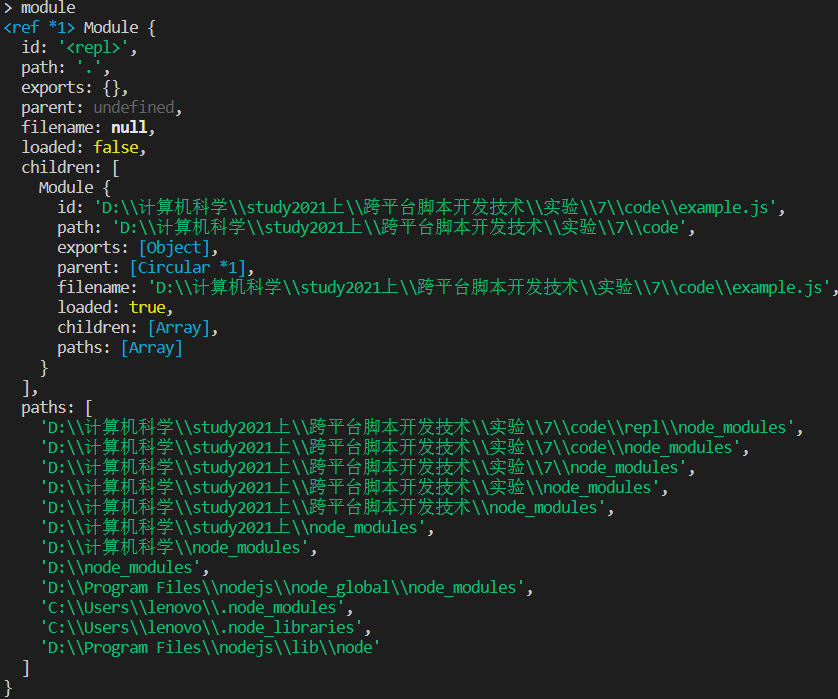 > module
<ref *1> Module {
  id: '<repl>',
  path: '.',
  exports: {},
  parent: undefined,
  filename: null,
  loaded: false,
  children: [
    Module {
      id: 'D:\\计算机科学\\study2021上\\跨平台脚本开发技术\\实验\\7\\code\\example.js',
      path: 'D:\\计算机科学\\study2021上\\跨平台脚本开发技术\\实验\\7\\code',
      exports: [Object],
      parent: [Circular *1],
      filename: 'D:\\计算机科学\\study2021上\\跨平台脚本开发技术\\实验\\7\\code\\example.js',
      loaded: true,
      children: [Array],
      paths: [Array]
    }
  ],
  paths: [
    'D:\\计算机科学\\study2021上\\跨平台脚本开发技术\\实验\\7\\code\\repl\\node_modules',
    'D:\\计算机科学\\study2021上\\跨平台脚本开发技术\\实验\\7\\code\\node_modules',
    'D:\\计算机科学\\study2021上\\跨平台脚本开发技术\\实验\\7\\node_modules',
    'D:\\计算机科学\\study2021上\\跨平台脚本开发技术\\实验\\node_modules',
    'D:\\计算机科学\\study2021上\\跨平台脚本开发技术\\node_modules',
    'D:\\计算机科学\\study2021上\\node_modules',
    'D:\\计算机科学\\node_modules',
    'D:\\node_modules',
    'D:\\Program Files\\nodejs\\node_global\\node_modules',
    'C:\\Users\\lenovo\\.node_modules',
    'C:\\Users\\lenovo\\.node_libraries',
    'D:\\Program Files\\nodejs\\lib\\node'
  ]
}